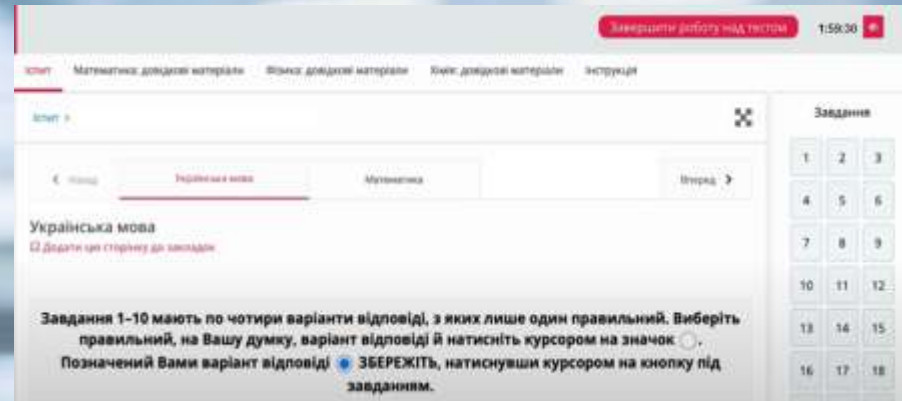 Завершити роботу над тестом 1:59:30
Іспит Математика: довідкові матеріали Фізика: довідкові матеріали Хімія: довідкові матеріали Інструкція
Іспит >
Завдання
1 2 3
Назад Українська мова Математика Вперед
4 5 6
Українська мова
Додати цю сторінку до закладок
7 8 9
10 11 12
Завдання 1–10 мають по чотири варіанти відповіді, з яких лише один правильний. Виберіть
правильний, на Вашу думку, варіант відповіді й натисніть курсором на значок .
13 14 15
Позначений Вами варіант відповіді ЗБЕРЕЖІТЬ, натиснувши курсором на кнопку під
завданням.
16 17 18